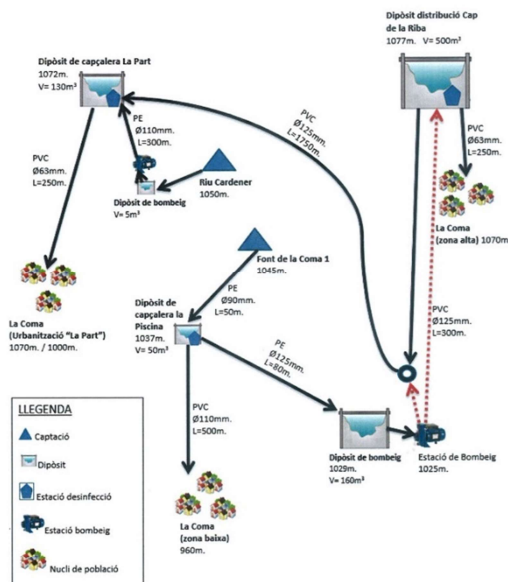 Dipòsit distribució Cap
de la Riba
1077m. V= 500m³
Dipòsit de capçalera La Part
1072m.
V= 130m³
PE
Ø110mm.
L=300m.
PVC
Ø125mm.
L=1750m.
PVC
Ø63mm.
L=250m.
PVC
Ø63mm.
L=250m.
Riu Cardener
1050m.
Dipòsit de bombeig
V= 5m³
La Coma
(zona alta) 1070m.
Font de la Coma 1
1045m.
La Coma
(Urbanització "La Part")
1070m. / 1000m.
Dipòsit de
capçalera la
Piscina
1037m.
V= 50m³
PE
Ø90mm.
L=50m.
PVC
Ø125mm.
L=300m.
PE
Ø125mm.
L=80m.
PVC
Ø110mm.
L=500m.
Dipòsit de bombeig
1029m.
V= 160m³
Estació de Bombeig
1025m.
La Coma
(zona baixa)
960m.
LLEGENDA
Captació
Dipòsit
Estació desinfecció
Estació bombeig
Nucli de població